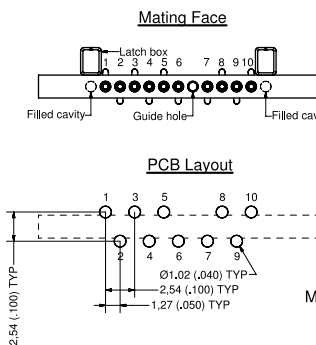 Mating Face
Latch box
1 2 3 4 5 6 7 8 9 10
Filled cavity
Guide hole
Filled cav
PCB Layout
1 3 5 8 10
2 4 6 7 9
2,54 (.100) TYP
Ø1.02 (.040) TYP
2,54 (.100) TYP
1,27 (.050) TYP
M